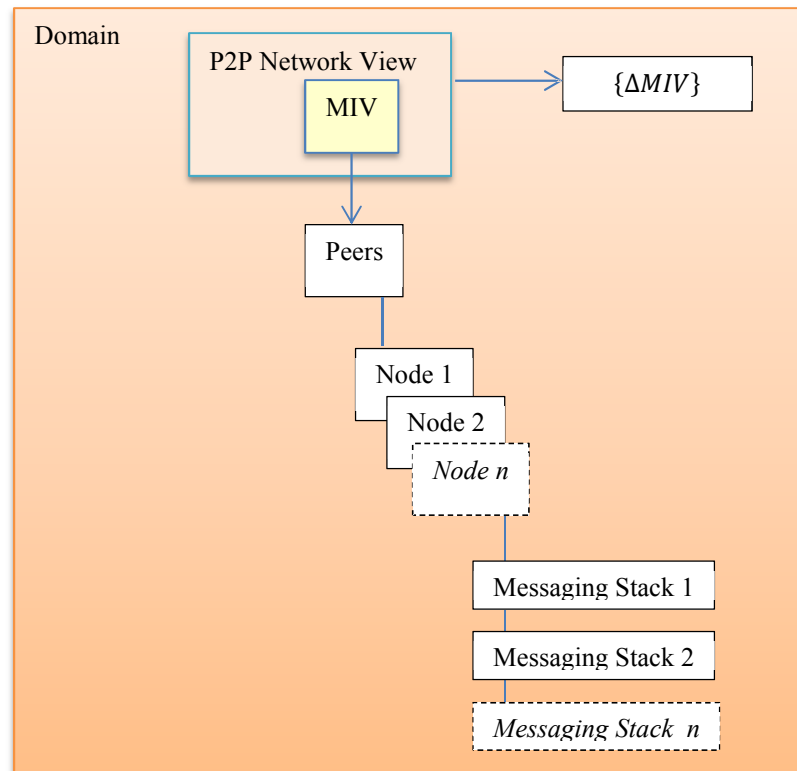 Domain
P2P Network View
{ΔMIV}
MIV
Peers
Node 1
Node 2
Node n
Messaging Stack 1
Messaging Stack 2
Messaging Stack n